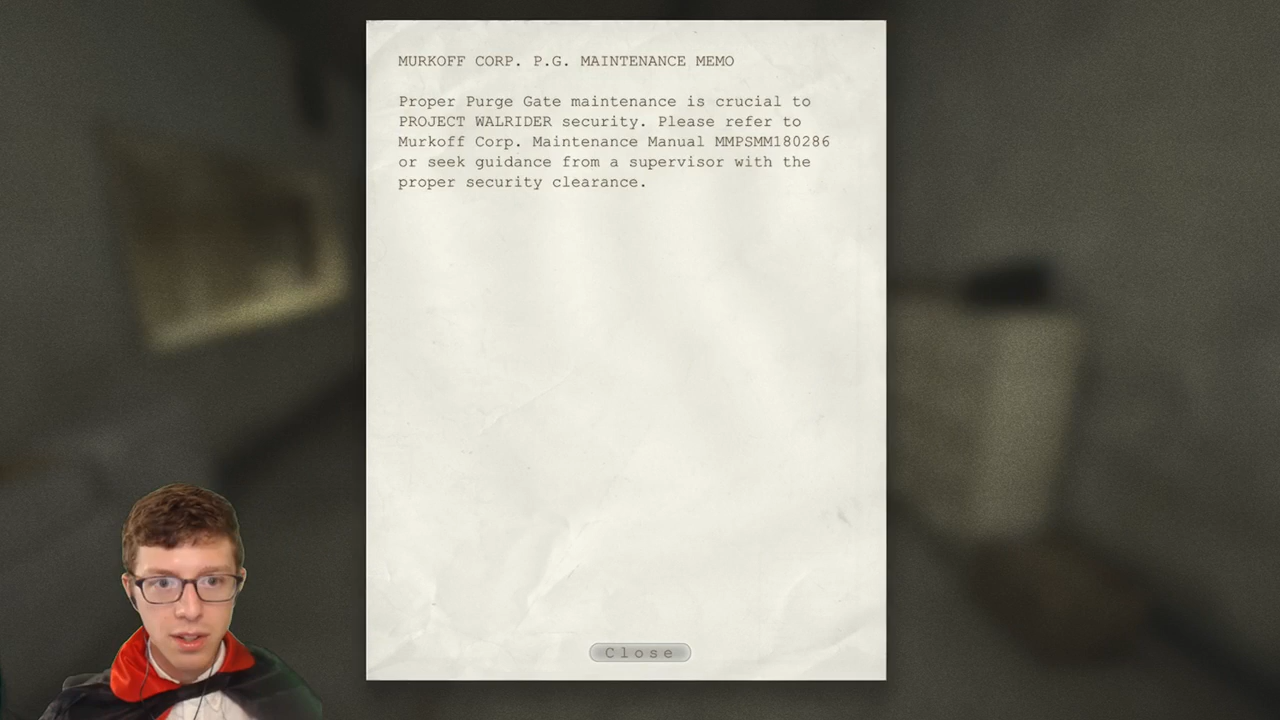 MURKOFF CORP. P.G. MAINTENANCE MEMO
Proper Purge Gate maintenance is crucial to
PROJECT WALRIDER security. Please refer to
Murkoff Corp. Maintenance Manual MMPSMM180286
or seek guidance from a supervisor with the
proper security clearance.
Close